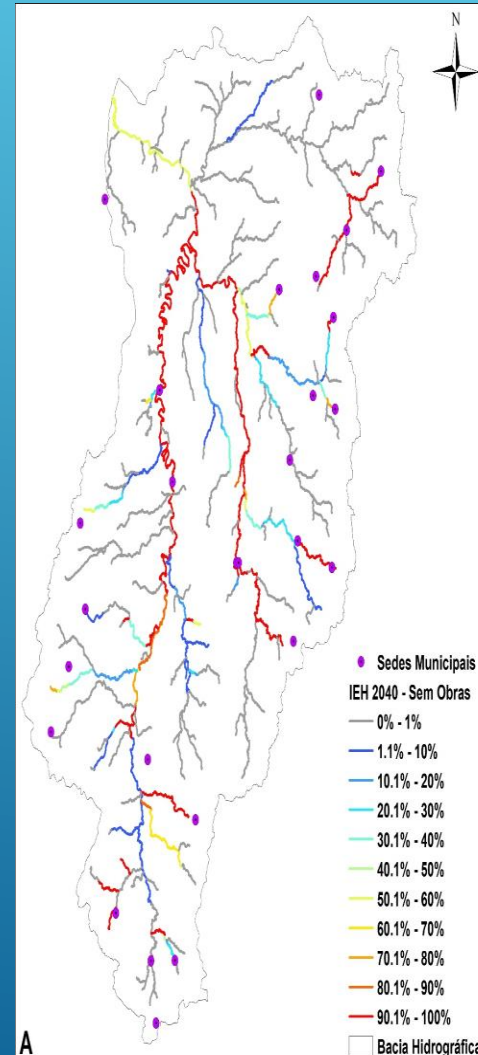 N
Sedes Municipais
IEH 2040 - Sem Obras
0% - 1%
1.1% - 10%
10.1% - 20%
20.1% - 30%
30.1% - 40%
40.1% - 50%
50.1% - 60%
60.1% - 70%
70.1% - 80%
80.1% - 90%
90.1% - 100%
Bacia Hidrográfica
A